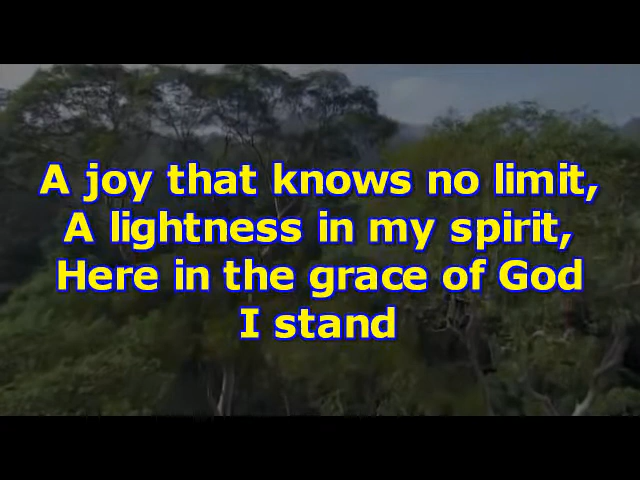 A joy that knows no limit,
A lightness in my spirit,
Here in the grace of God
I stand